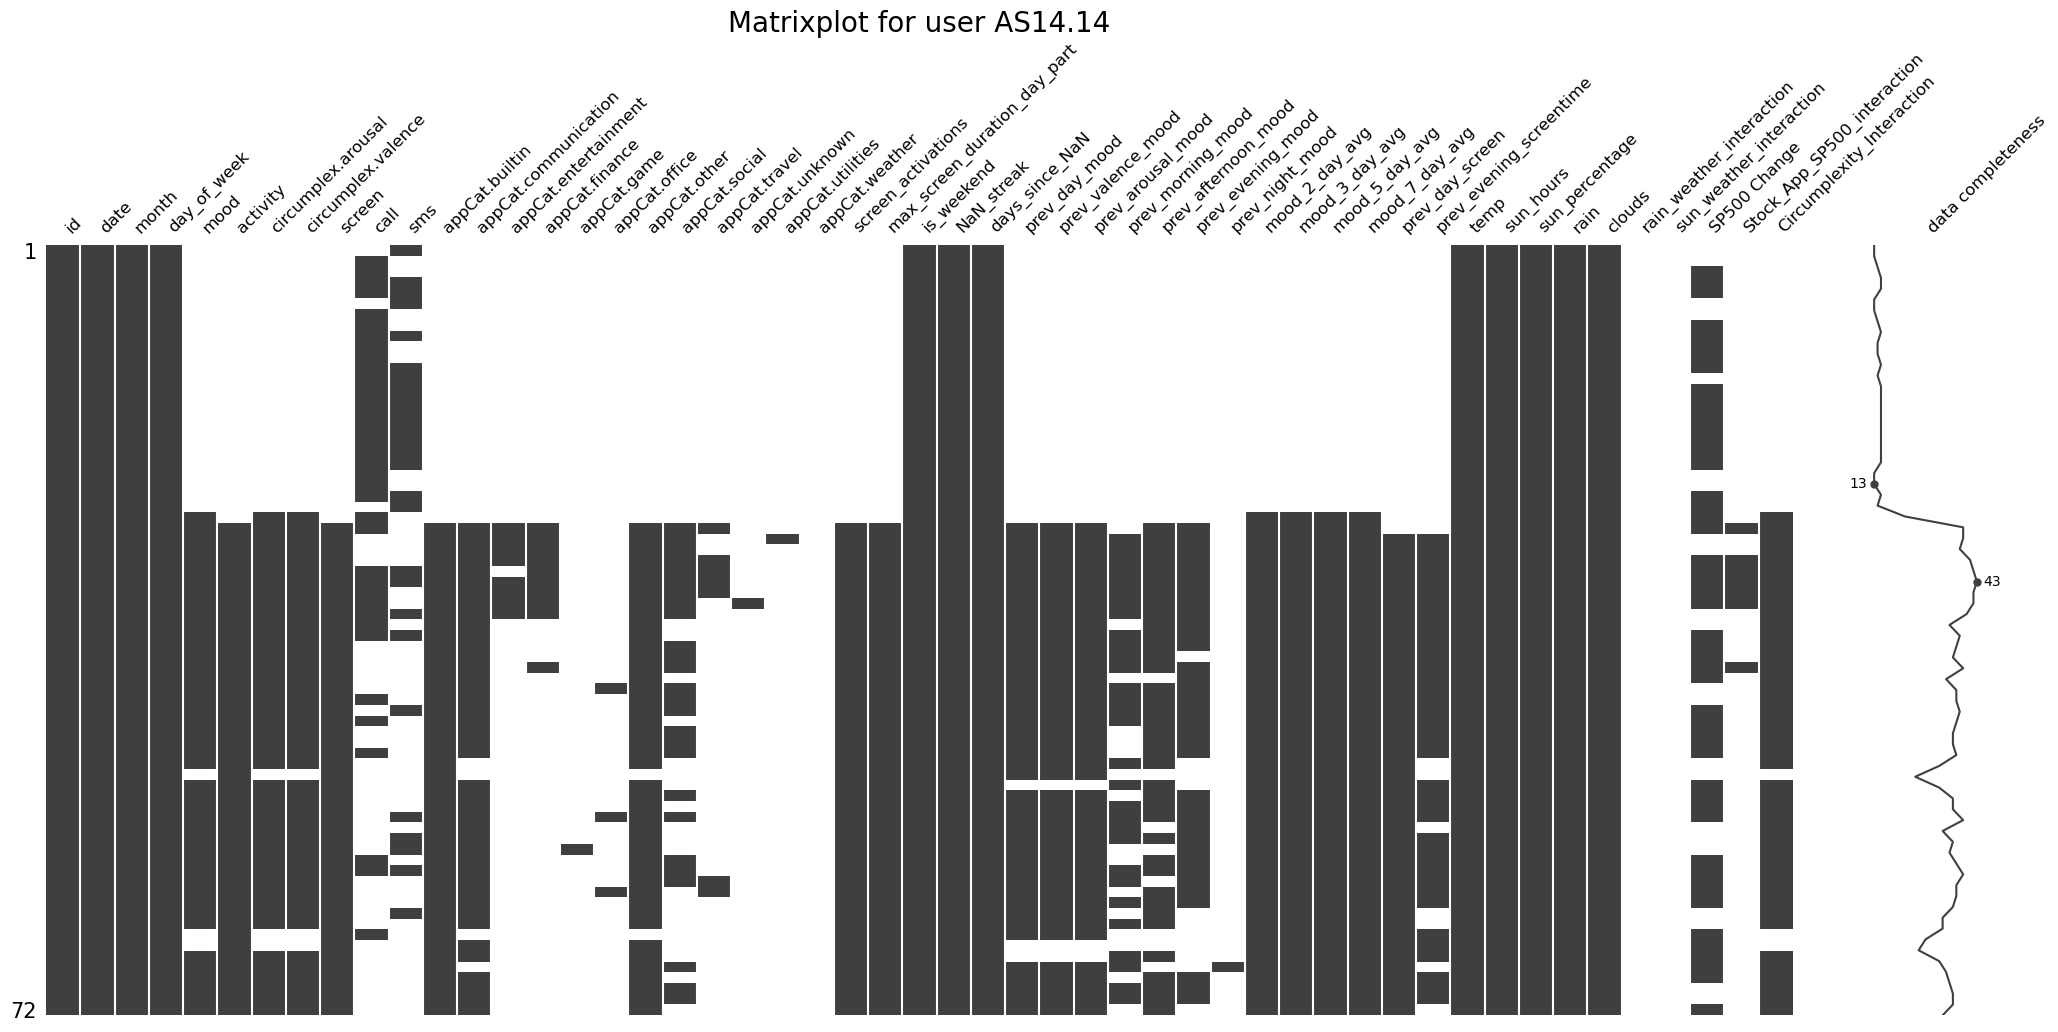 Matrixplot for user AS14.14
id
date
month
day_of_week
mood
activity
circumplex.arousal
circumplex.valence
screen
call
sms
appCat.builtin
appCat.communication
appCat.entertainment
appCat.finance
appCat.game
appCat.office
appCat.other
appCat.social
appCat.travel
appCat.unknown
appCat.utilities
appCat.weather
screen_activations
max_screen_duration_day_part
is_weekend
NaN_streak
days_since_NaN
prev_day_mood
prev_valence_mood
prev_arousal_mood
prev_morning_mood
prev_afternoon_mood
prev_evening_mood
prev_night_mood
mood_2_day_avg
mood_3_day_avg
mood_5_day_avg
mood_7_day_avg
prev_day_screen
prev_evening_screentime
temp
sun_hours
sun_percentage
rain
clouds
rain_weather_interaction
sun_weather_interaction
SP500 Change
Stock_App_SP500_interaction
Circumplexity_Interaction
data completeness
1
13
43
72